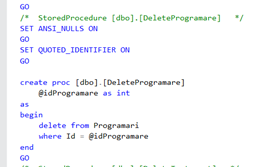 GO
/*  StoredProcedure [dbo].[DeleteProgramare]   */
SET ANSI_NULLS ON
GO
SET QUOTED_IDENTIFIER ON
GO
create proc [dbo].[DeleteProgramare]
@idProgramare as int
as
begin
delete from Programari
where Id = @idProgramare
end
GO